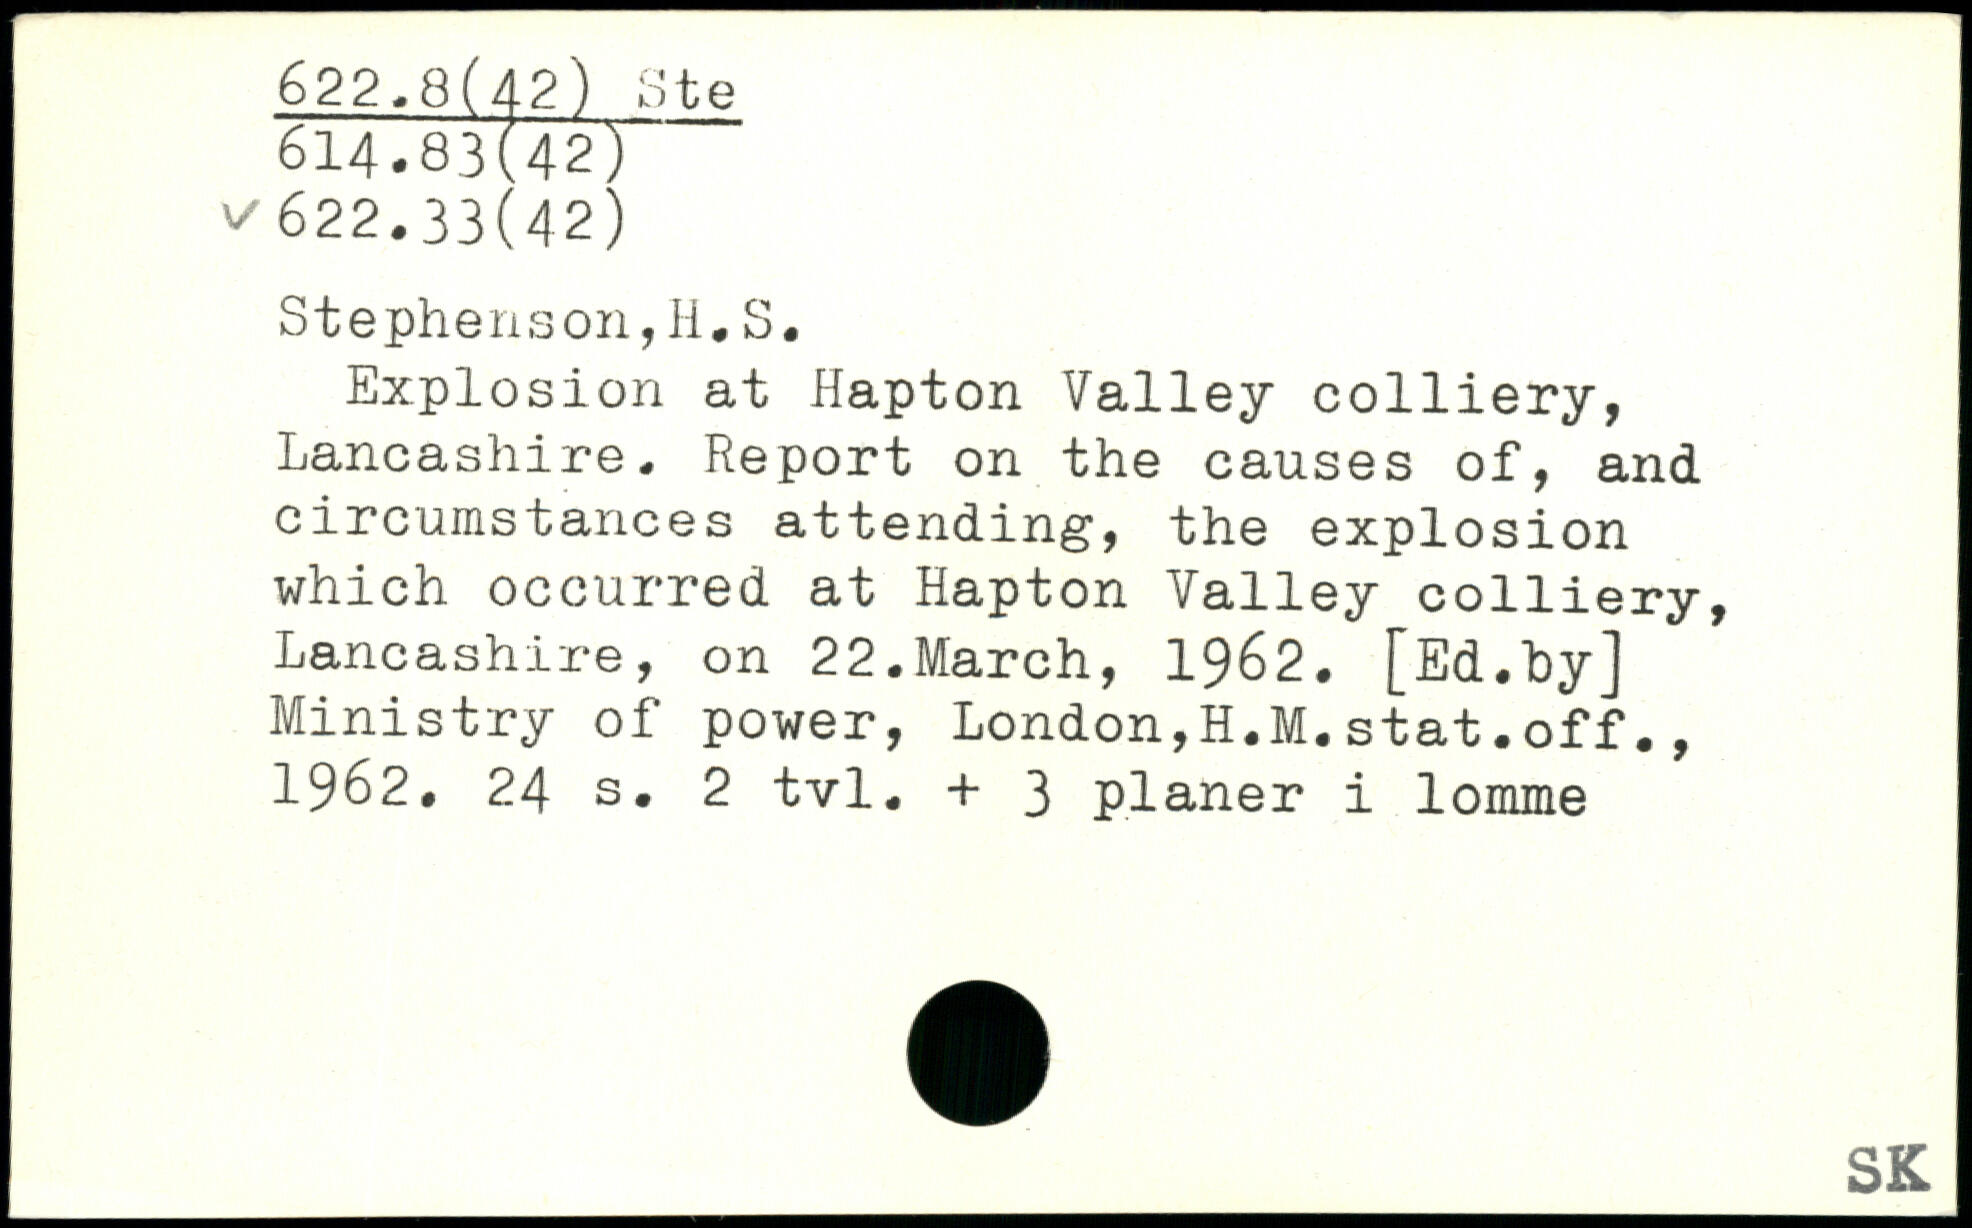 622.8(42) Ste
614.83(42)
✓ 622.33(42)
Stephenson,H.S.
Explosion at Hapton Valley colliery,
Lancashire. Report on the causes of, and
circumstances attending, the explosion
which occurred at Hapton Valley colliery,
Lancashire, on 22.March, 1962. [Ed.by]
Ministry of power, London,H.M.stat.off.,
1962. 24 s. 2 tvl. + 3 planer i lomme
SK